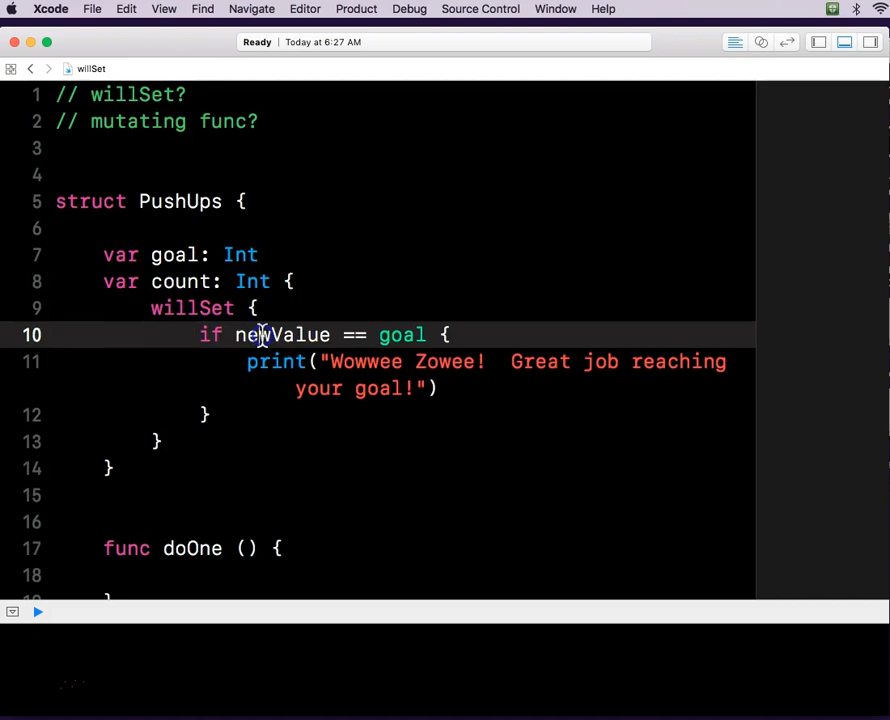 Xcode File Edit View Find Navigate Editor Product Debug Source Control Window Help
Ready | Today at 6:27 AM
willSet
1 // willSet?
2 // mutating func?
3
4
5 struct PushUps {
6
7 var goal: Int
8 var count: Int {
9 willSet {
10 if newValue == goal {
11 print("Wowwee Zowee!  Great job reaching
your goal!")
12 }
13 }
14 }
15
16
17 func doOne () {
18
}